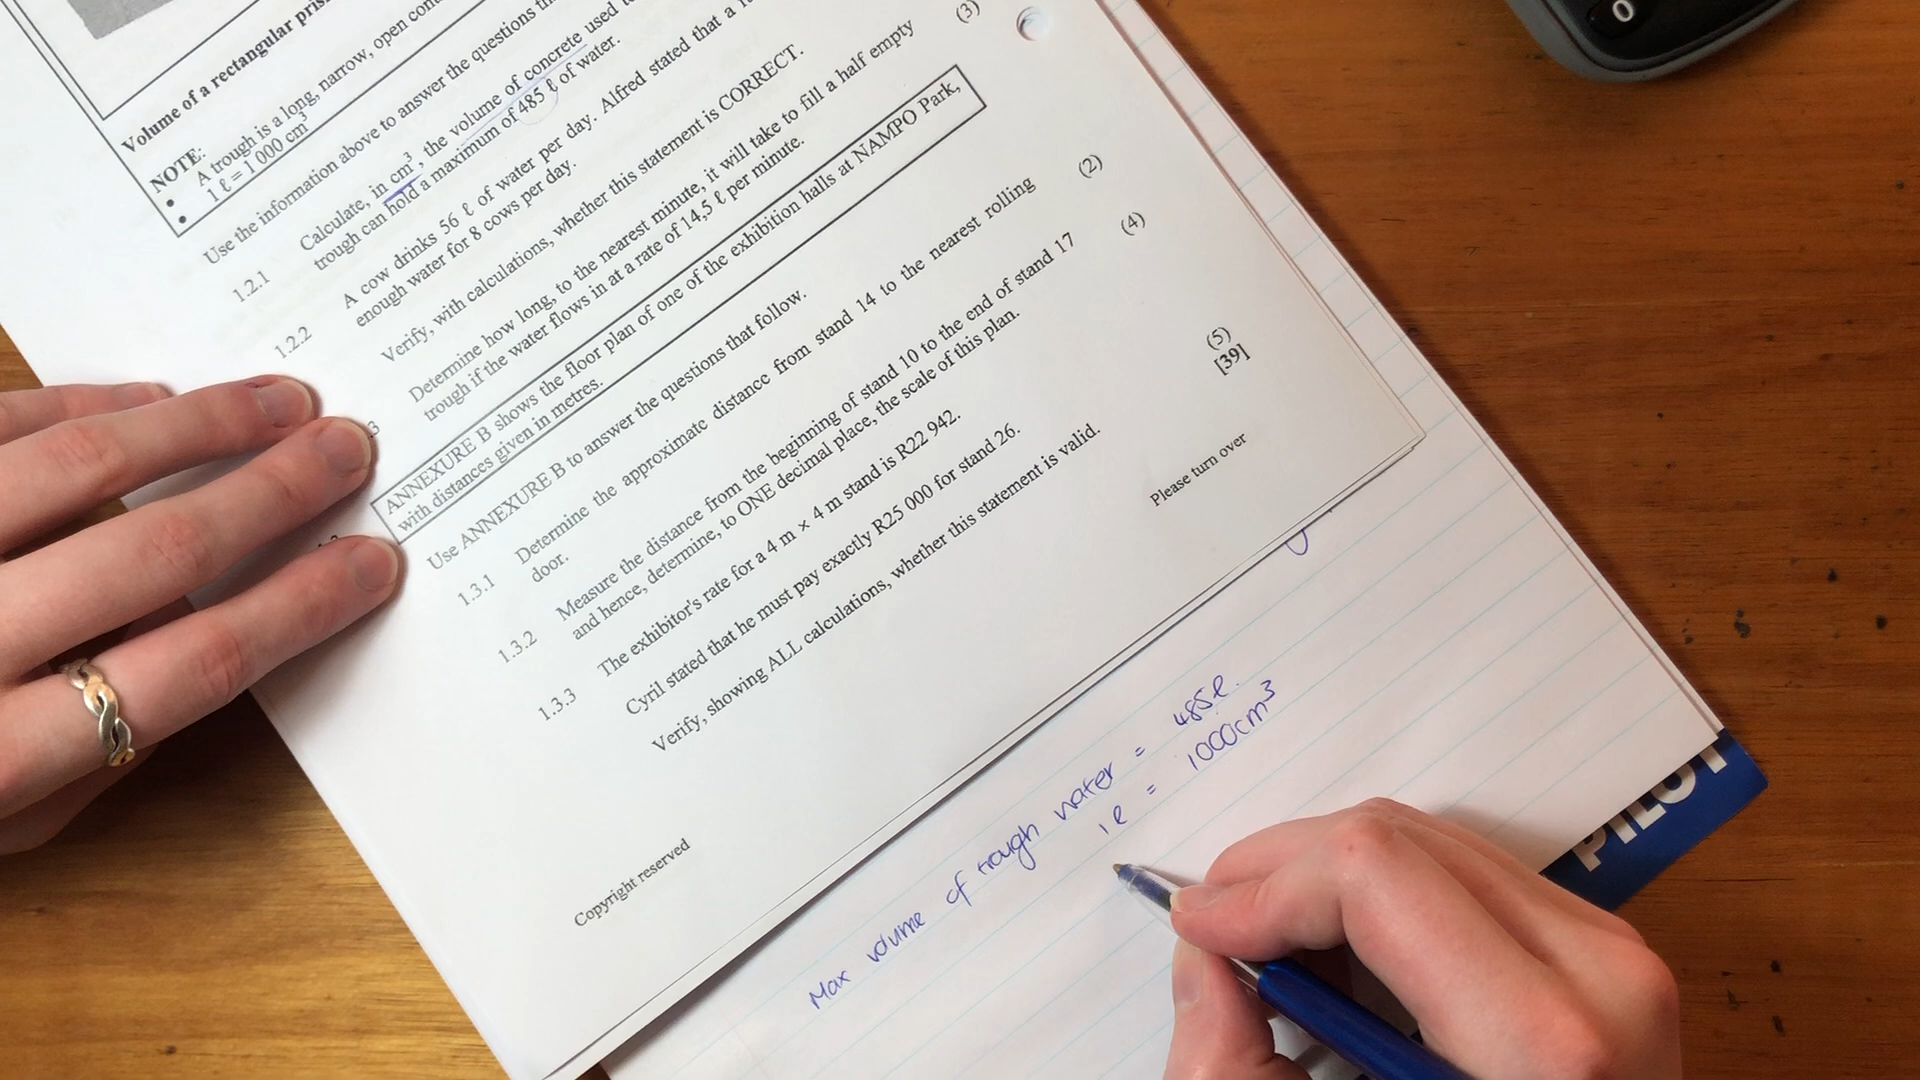 0
Volume of a rectangular pris
NOTE:
• A trough is a long, narrow, open con
• 1 ℓ = 1 000 cm³
Use the information above to answer the questions th
1.2.1 Calculate, in cm³, the volume of concrete used
trough can hold a maximum of 485 ℓ of water.
(3)
1.2.2 A cow drinks 56 ℓ of water per day. Alfred stated that a
enough water for 8 cows per day.
Verify, with calculations, whether this statement is CORRECT.
.3 Determine how long, to the nearest minute, it will take to fill a half empty
trough if the water flows in at a rate of 14,5 ℓ per minute.
ANNEXURE B shows the floor plan of one of the exhibition halls at NAMPO Park,
with distances given in metres.
Use ANNEXURE B to answer the questions that follow.
1.3.1 Determine the approximate distance from stand 14 to the nearest rolling
door. (2)
1.3.2 Measure the distance from the beginning of stand 10 to the end of stand 17
and hence, determine, to ONE decimal place, the scale of this plan. (4)
1.3.3 The exhibitor's rate for a 4 m × 4 m stand is R22 942.
Cyril stated that he must pay exactly R25 000 for stand 26.
Verify, showing ALL calculations, whether this statement is valid. (5)
[39]
Copyright reserved
Please turn over
Max volume of trough water = 485ℓ.
1ℓ = 1000cm³
PILOT